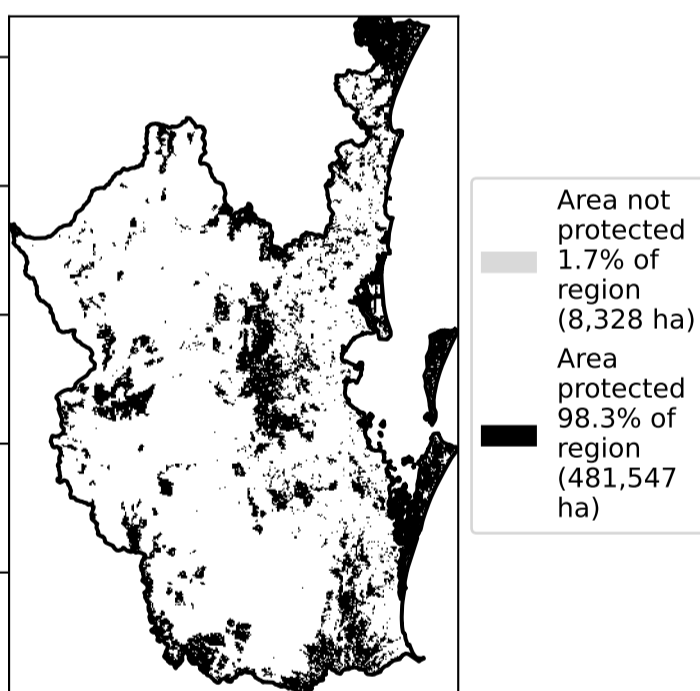 Area not
protected
1.7% of
region
(8,328 ha)
Area
protected
98.3% of
region
(481,547
ha)